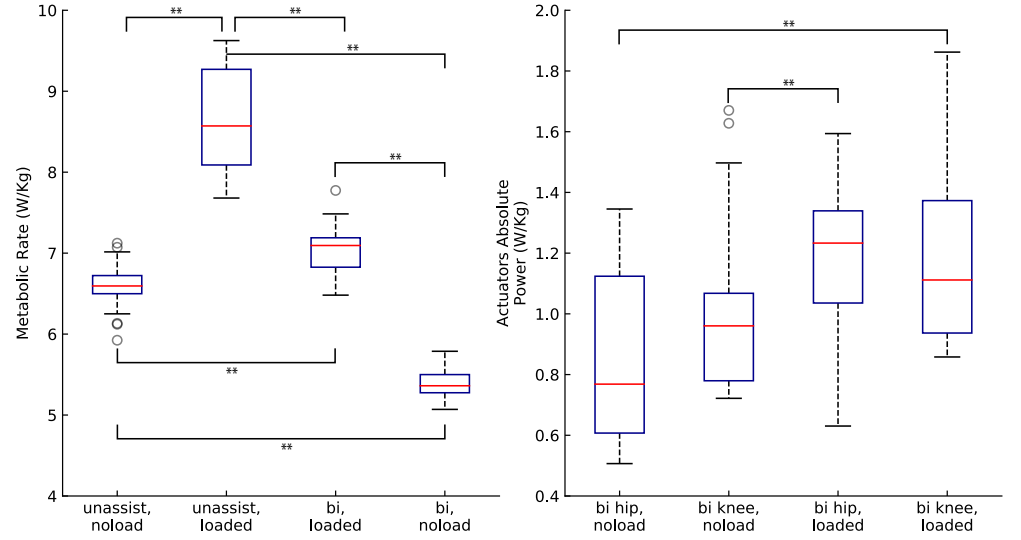 10
9
8
7
6
5
4
Metabolic Rate (W/Kg)
**
**
**
**
**
**
unassist,
noload
unassist,
loaded
bi,
loaded
bi,
noload
2.0
1.8
1.6
1.4
1.2
1.0
0.8
0.6
0.4
Actuators Absolute
Power (W/Kg)
**
**
bi hip,
noload
bi knee,
noload
bi hip,
loaded
bi knee,
loaded